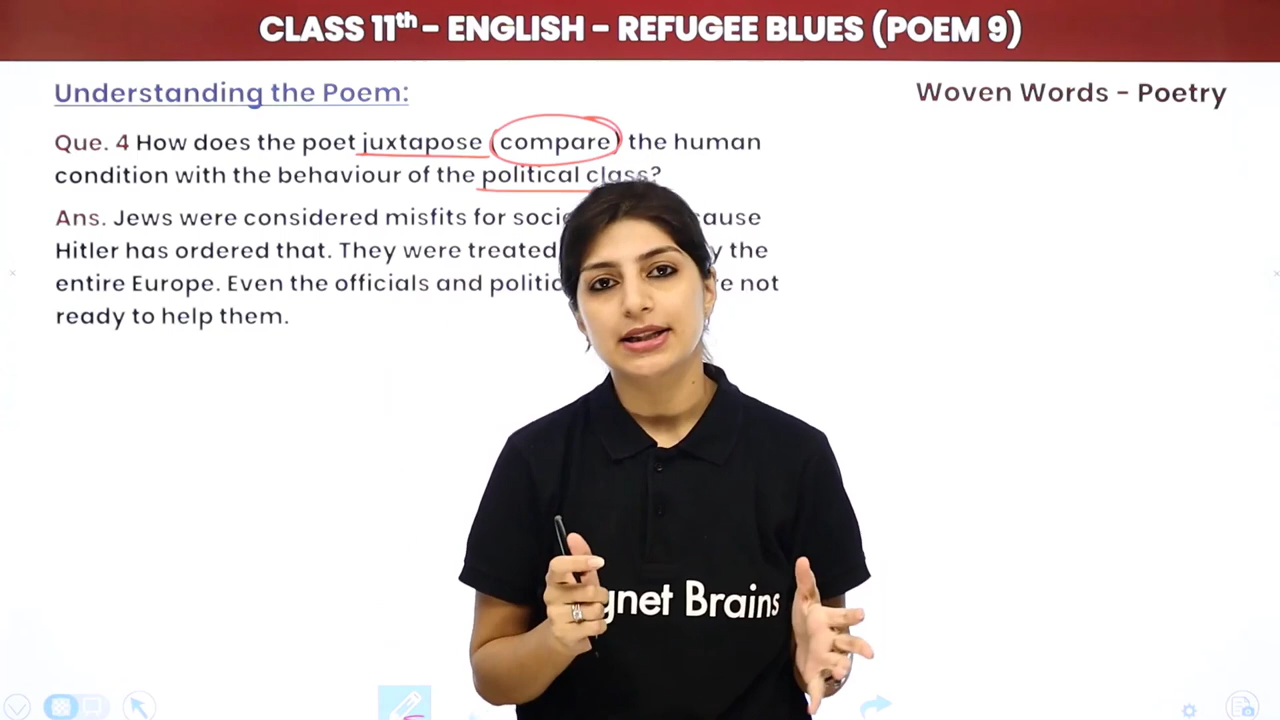 CLASS 11th - ENGLISH - REFUGEE BLUES (POEM 9)
Understanding the Poem:
Woven Words - Poetry
Que. 4 How does the poet juxtapose (compare) the human
condition with the behaviour of the political class?
Ans. Jews were considered misfits for
Hitler has ordered that. They were treated the
entire Europe. Even the officials and not
ready to help them.
gnet Brains